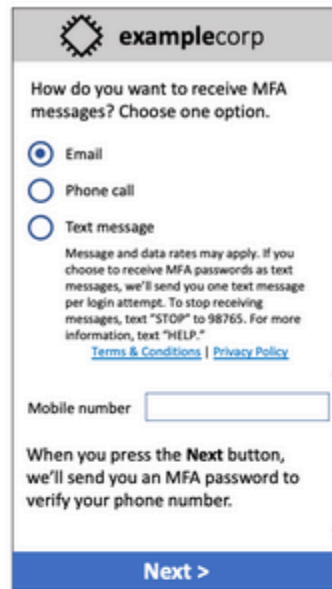 examplecorp
How do you want to receive MFA
messages? Choose one option.
Email
Phone call
Text message
Message and data rates may apply. If you
choose to receive MFA passwords as text
messages, we'll send you one text message
per login attempt. To stop receiving
messages, text "STOP" to 98765. For more
information, text "HELP."
Terms & Conditions | Privacy Policy
Mobile number
When you press the Next button,
we'll send you an MFA password to
verify your phone number.
Next >